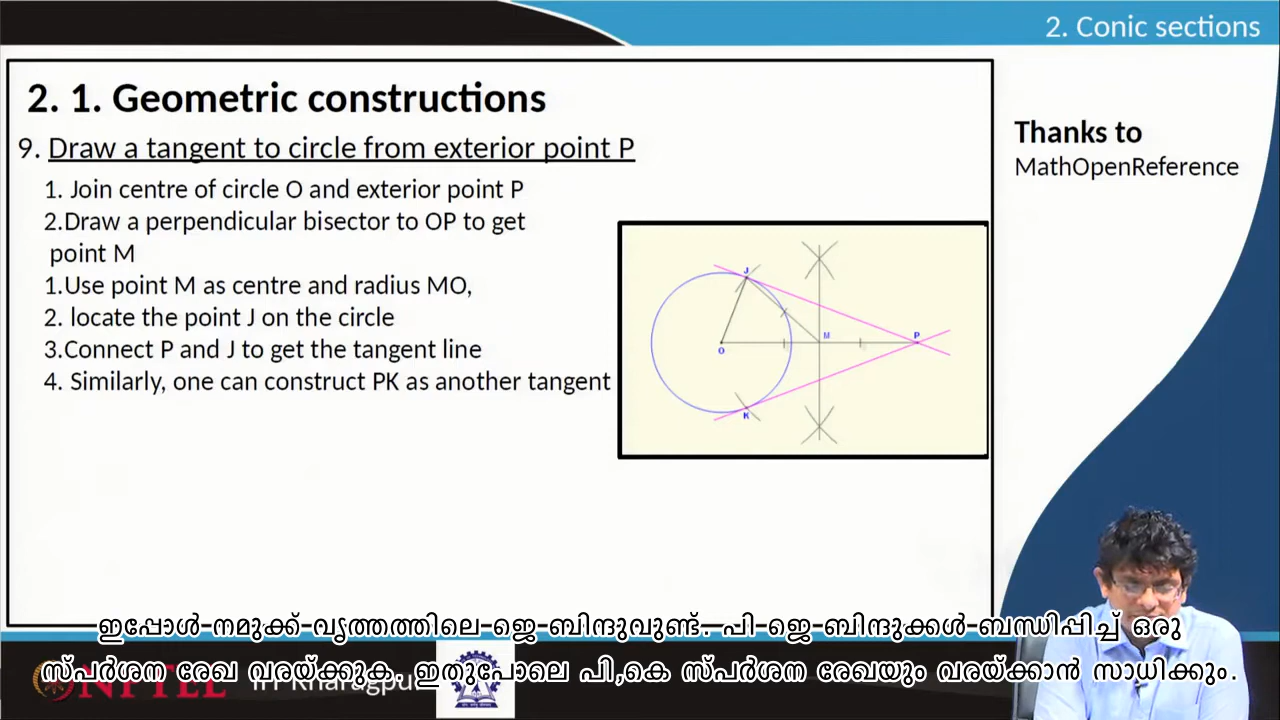 2. Conic sections
2. 1. Geometric constructions
9. Draw a tangent to circle from exterior point P
1. Join centre of circle O and exterior point P
2.Draw a perpendicular bisector to OP to get
point M
1.Use point M as centre and radius MO,
2. locate the point J on the circle
3.Connect P and J to get the tangent line
4. Similarly, one can construct PK as another tangent
Thanks to
MathOpenReference
J
M
P
O
K
ഇപ്പോൾ നമുക്ക് വൃത്തത്തിലെ ജെ ബിന്ദുവുണ്ട്. പി ജെ ബിന്ദുക്കൾ ബന്ധിപ്പിച്ച് ഒരു
സ്പർശന രേഖ വരയ്ക്കുക. ഇതുപോലെ പി,കെ സ്പർശന രേഖയും വരയ്ക്കാൻ സാധിക്കും.
NPTEL IIT Kharagpur